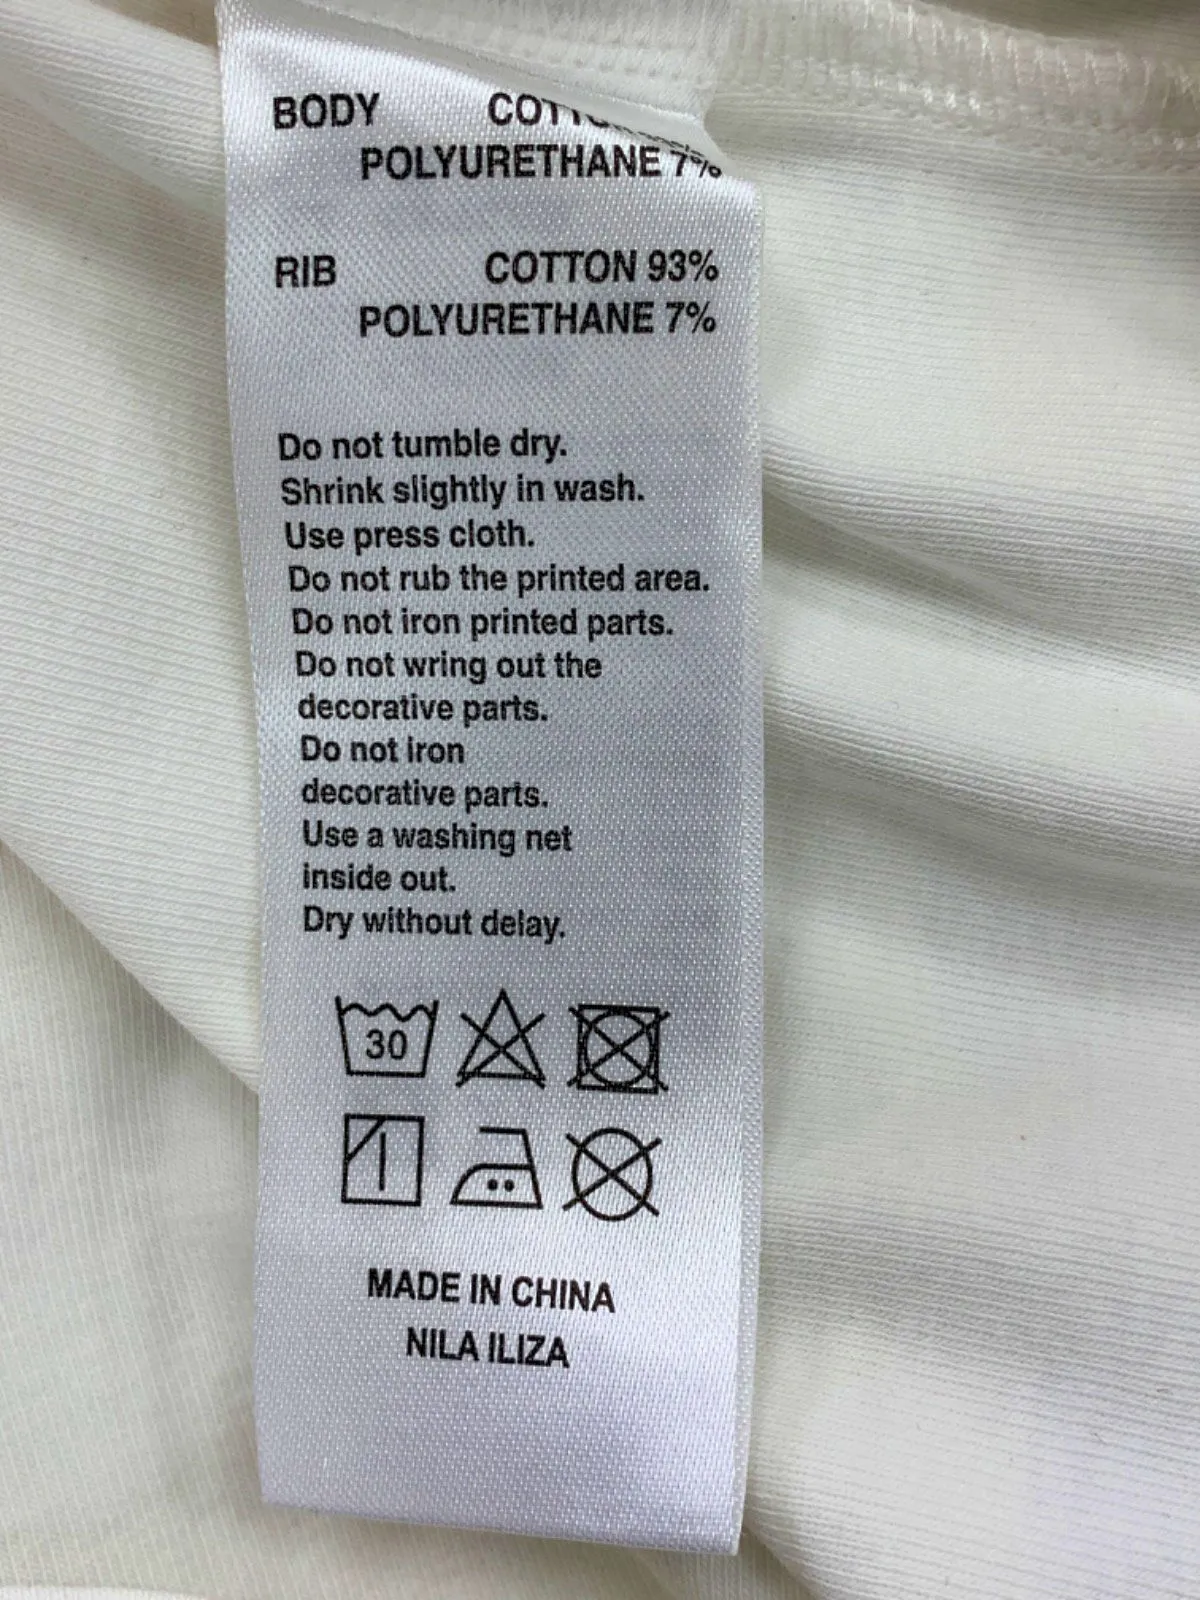 BODY
POLYURETHANE 7%
RIB COTTON 93%
POLYURETHANE 7%
Do not tumble dry.
Shrink slightly in wash.
Use press cloth.
Do not rub the printed area.
Do not iron printed parts.
Do not wring out the
decorative parts.
Do not iron
decorative parts.
Use a washing net
inside out.
Dry without delay.
30
MADE IN CHINA
NILA ILIZA